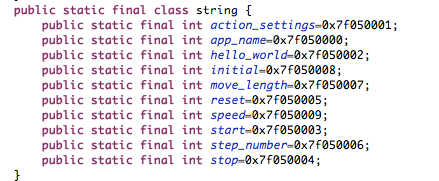 }
public static final class string {
public static final int action_settings=0x7f050001;
public static final int app_name=0x7f050000;
public static final int hello_world=0x7f050002;
public static final int initial=0x7f050008;
public static final int move_length=0x7f050007;
public static final int reset=0x7f050005;
public static final int speed=0x7f050009;
public static final int start=0x7f050003;
public static final int step_number=0x7f050006;
public static final int stop=0x7f050004;
}